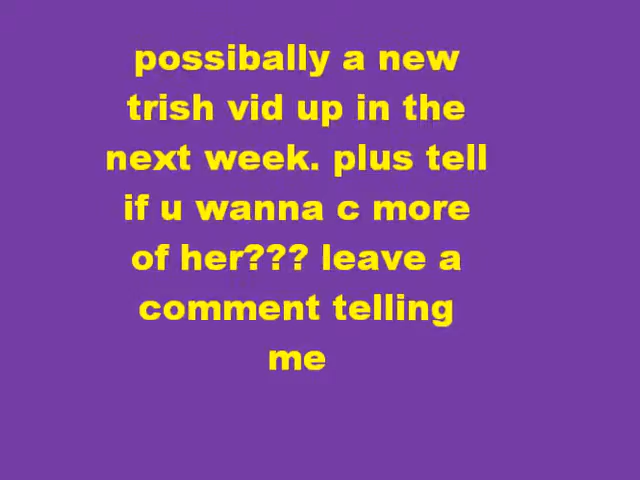 possibally a new
trish vid up in the
next week. plus tell
if u wanna c more
of her??? leave a
comment telling
me